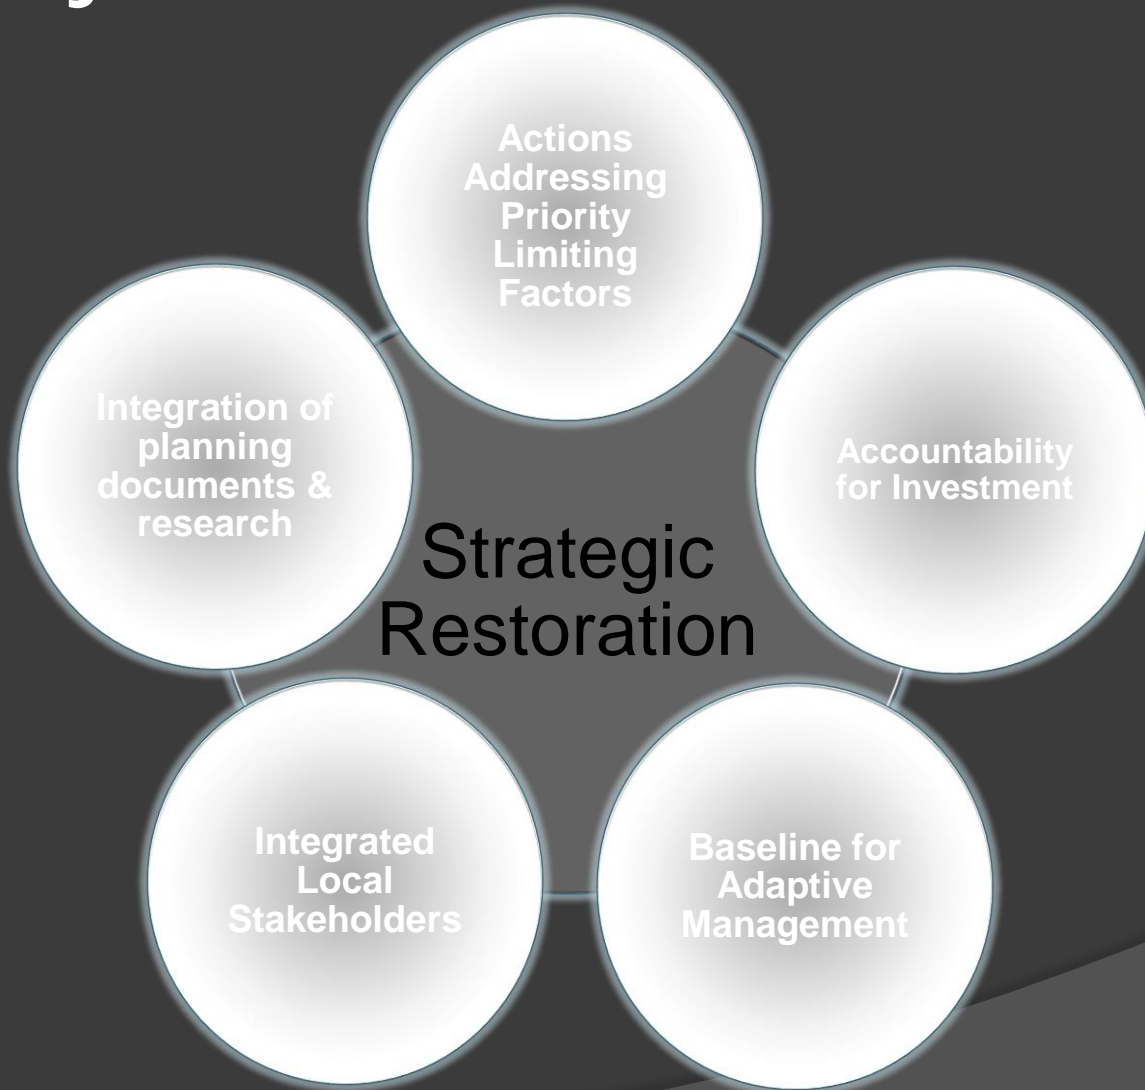 Actions
Addressing
Priority
Limiting
Factors
Integration of
planning
documents &
research
Accountability
for Investment
Strategic
Restoration
Integrated
Local
Stakeholders
Baseline for
Adaptive
Management